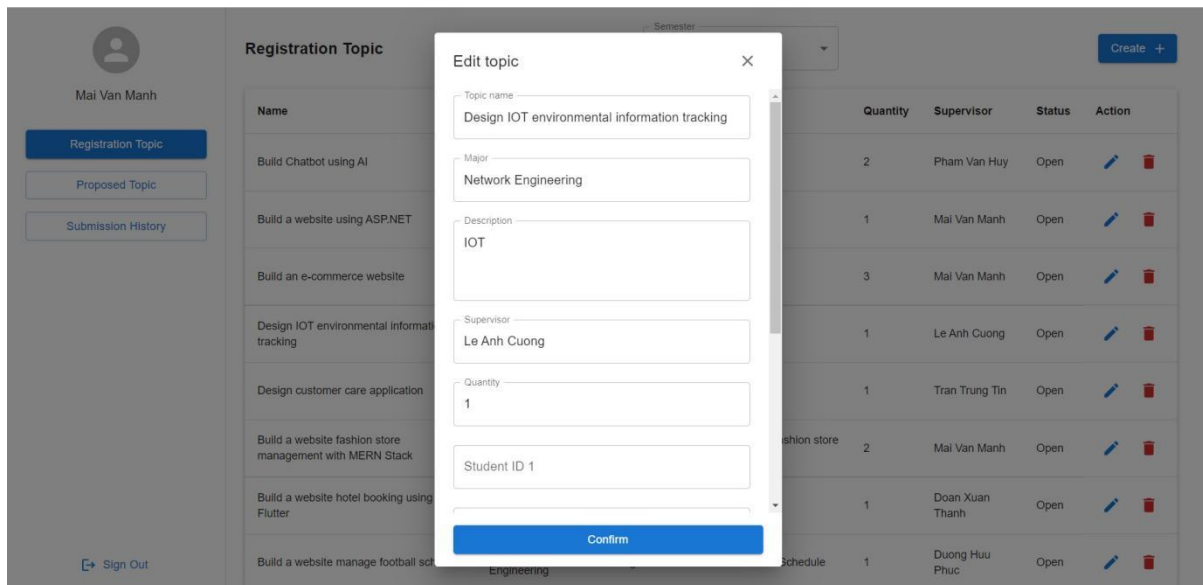 Mai Van Manh
Registration Topic
Proposed Topic
Submission History
Sign Out
Registration Topic
Semester
Create +
Name
Quantity Supervisor Status Action
Build Chatbot using AI
2 Pham Van Huy Open
Build a website using ASP.NET
1 Mai Van Manh Open
Build an e-commerce website
3 Mai Van Manh Open
Design IOT environmental informati
tracking
1 Le Anh Cuong Open
Design customer care application
1 Tran Trung Tin Open
Build a website fashion store
management with MERN Stack
shion store
2 Mai Van Manh Open
Build a website hotel booking using
Flutter
1 Doan Xuan
Thanh
Open
Build a website manage football sch
Engineering
Schedule 1 Duong Huu
Phuc
Open
Edit topic
Topic name
Design IOT environmental information tracking
Major
Network Engineering
Description
IOT
Supervisor
Le Anh Cuong
Quantity
1
Student ID 1
Confirm